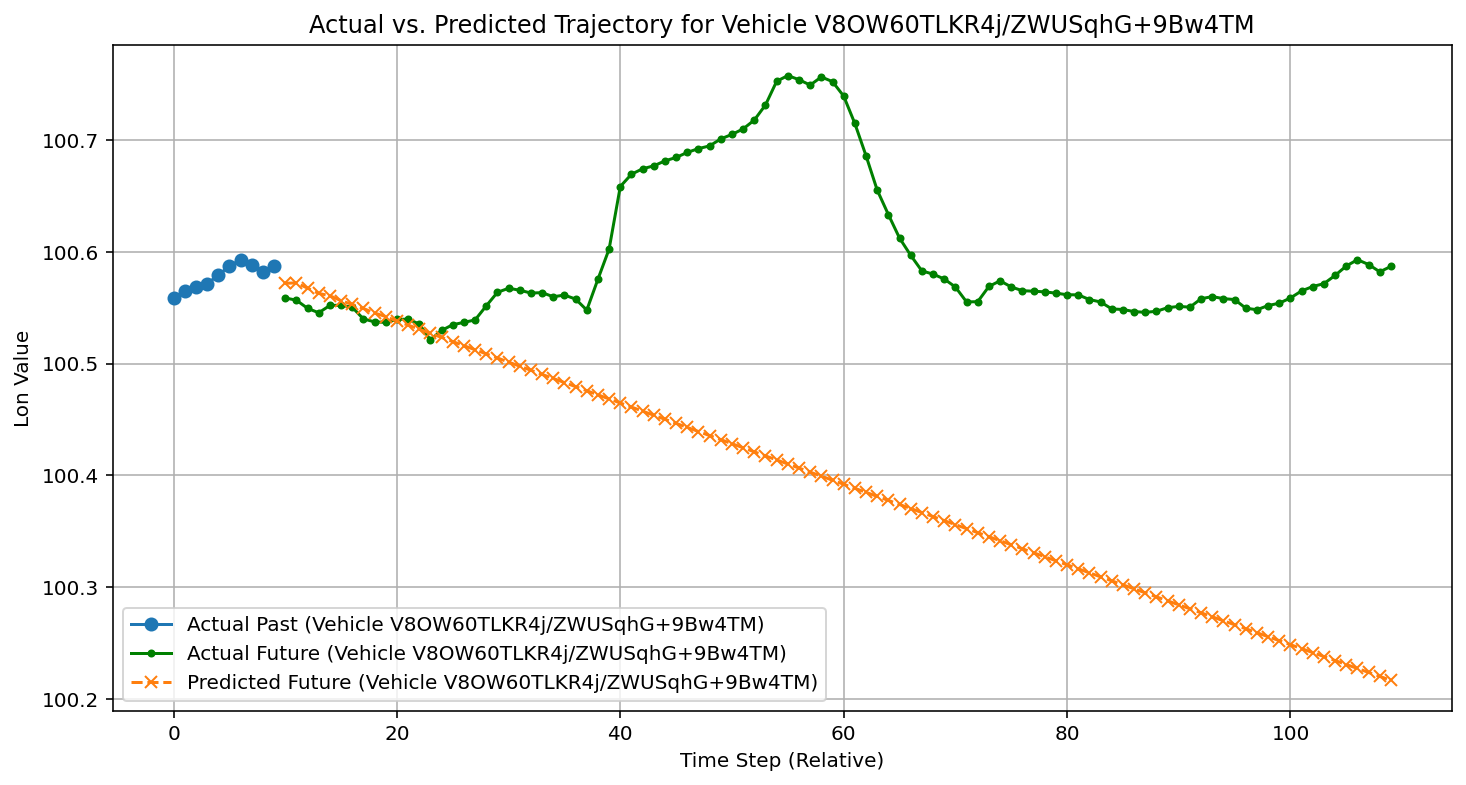 Actual vs. Predicted Trajectory for Vehicle V8OW60TLKR4j/ZWUSqhG+9Bw4TM
Lon Value
100.7
100.6
100.5
100.4
100.3
100.2
Actual Past (Vehicle V8OW60TLKR4j/ZWUSqhG+9Bw4TM)
Actual Future (Vehicle V8OW60TLKR4j/ZWUSqhG+9Bw4TM)
Predicted Future (Vehicle V8OW60TLKR4j/ZWUSqhG+9Bw4TM)
0 20 40 60 80 100
Time Step (Relative)